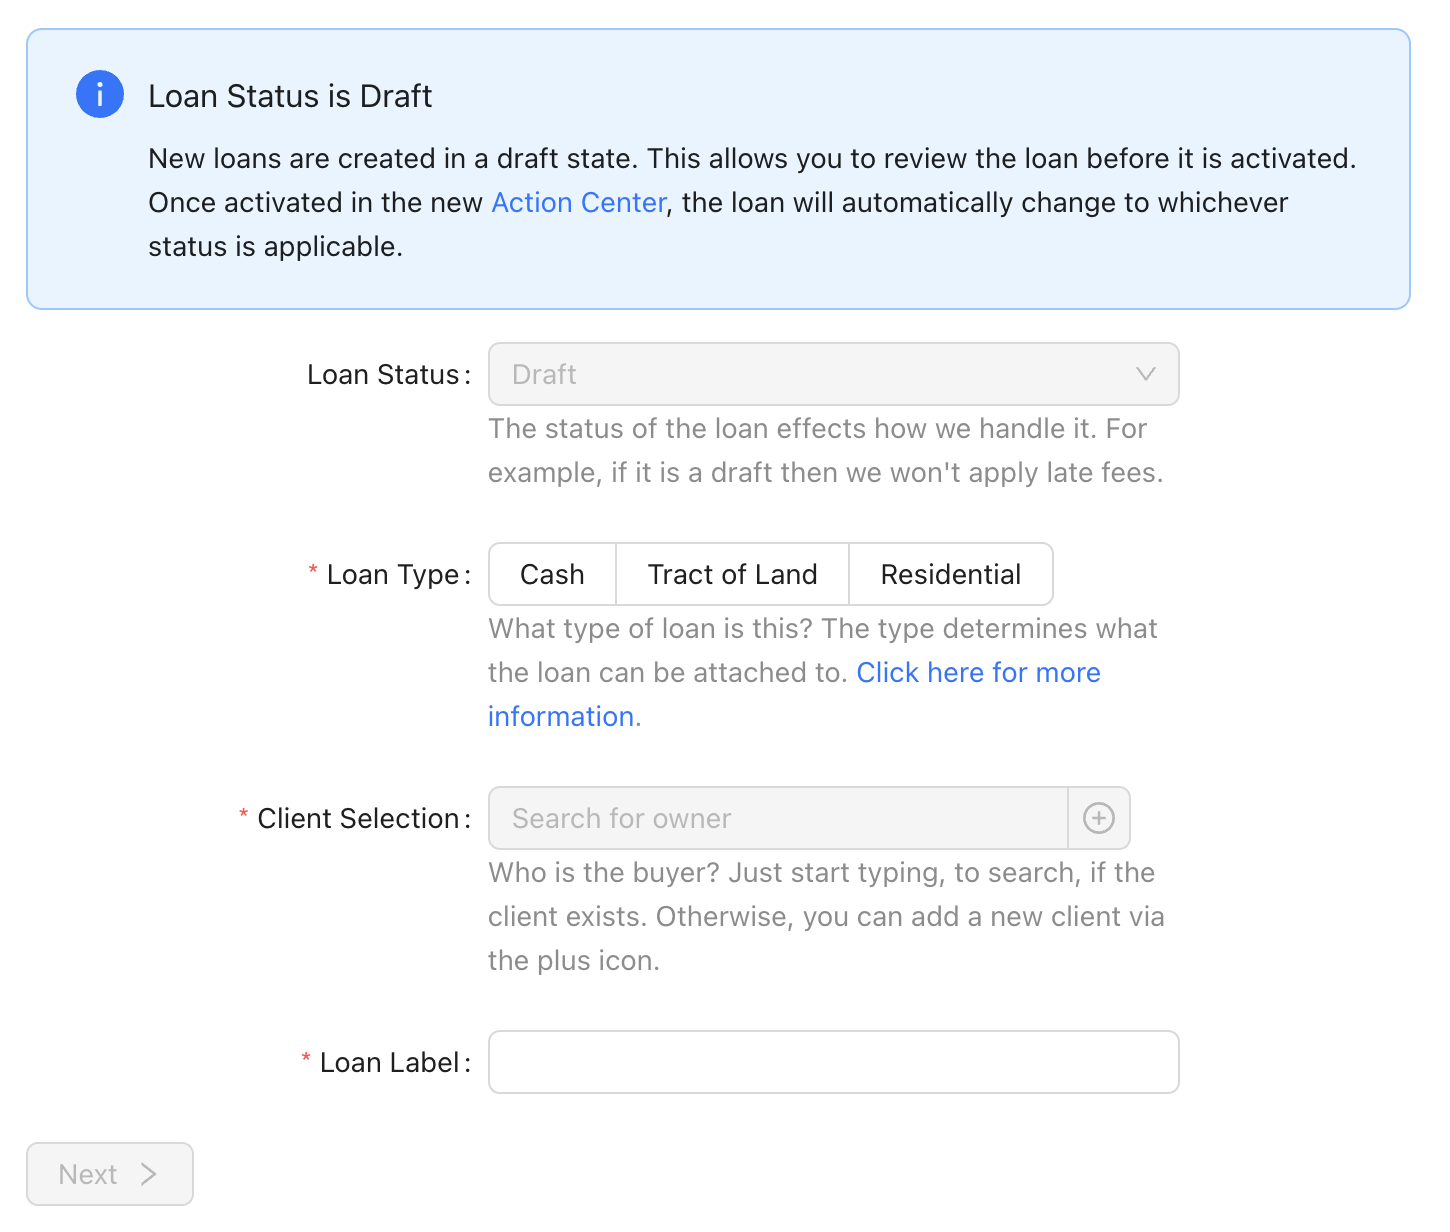 Loan Status is Draft
New loans are created in a draft state. This allows you to review the loan before it is activated.
Once activated in the new Action Center, the loan will automatically change to whichever
status is applicable.
Loan Status: Draft
The status of the loan effects how we handle it. For
example, if it is a draft then we won't apply late fees.
* Loan Type: Cash Tract of Land Residential
What type of loan is this? The type determines what
the loan can be attached to. Click here for more
information.
* Client Selection: Search for owner
Who is the buyer? Just start typing, to search, if the
client exists. Otherwise, you can add a new client via
the plus icon.
* Loan Label:
Next